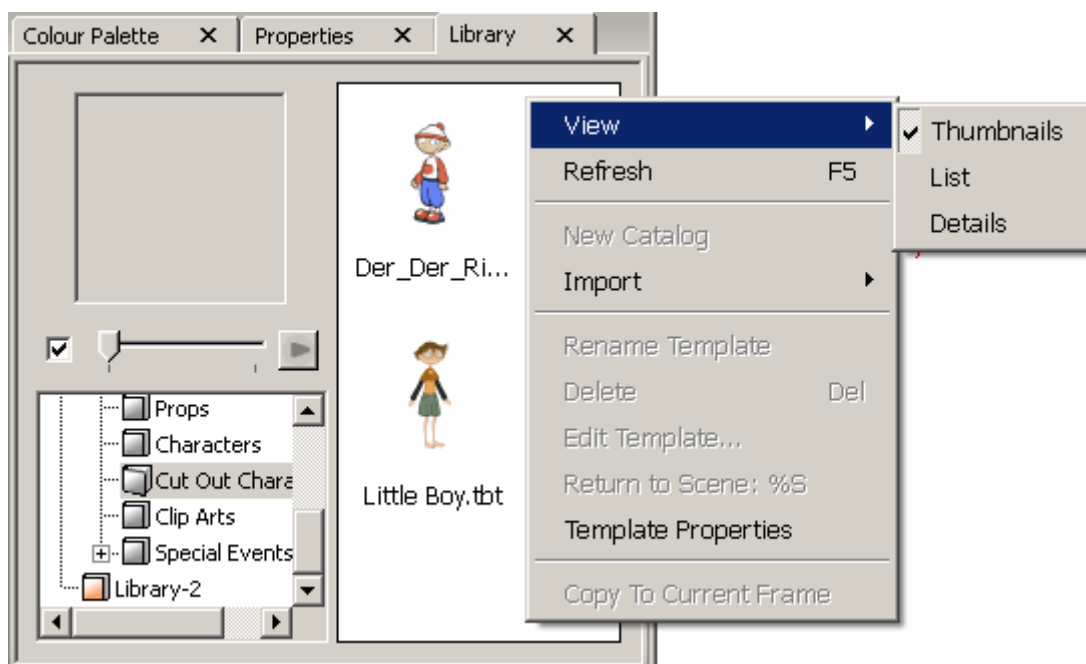 Colour Palette
Properties
Library
View
Thumbnails
Refresh F5
List
Details
New Catalog
Import
Der_Der_Ri...
Rename Template
Delete Del
Edit Template...
Return to Scene: %S
Template Properties
Copy To Current Frame
Little Boy.tbt
Props
Characters
Cut Out Chara
Clip Arts
Special Events
Library-2